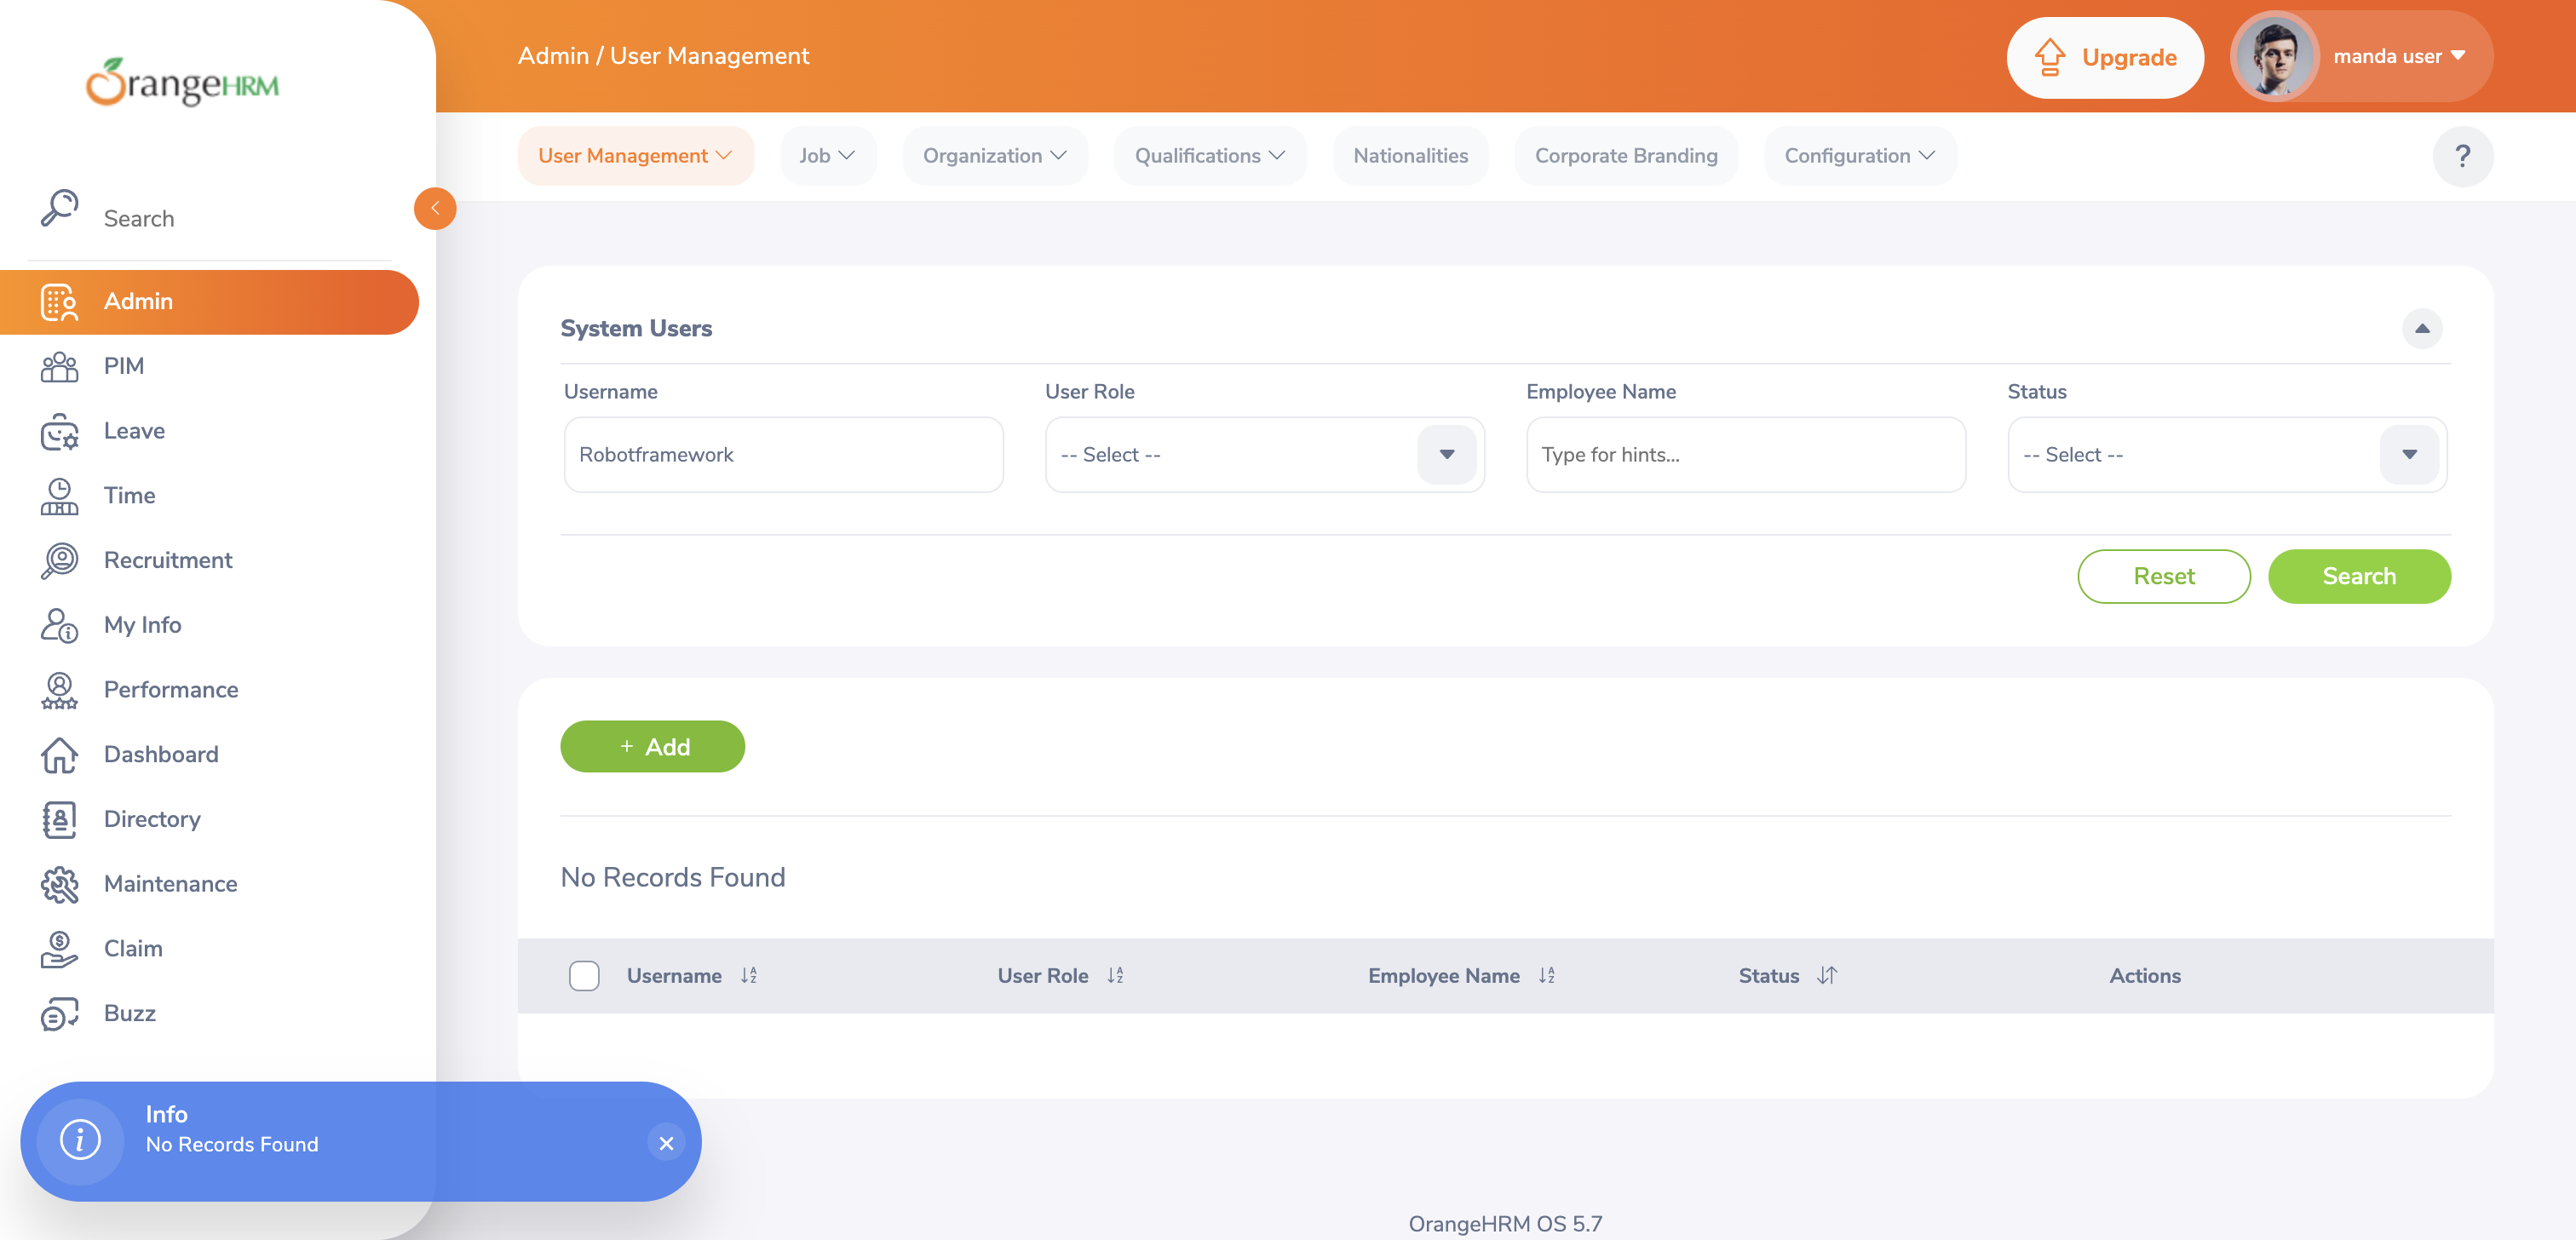 OrangeHRM
Admin / User Management
Upgrade
manda user
User Management
Job
Organization
Qualifications
Nationalities
Corporate Branding
Configuration
?
Search
Admin
PIM
Leave
Time
Recruitment
My Info
Performance
Dashboard
Directory
Maintenance
Claim
Buzz
System Users
Username
User Role
Employee Name
Status
Robotframework
-- Select --
Type for hints...
-- Select --
Reset
Search
+ Add
No Records Found
Username
User Role
Employee Name
Status
Actions
Info
No Records Found
OrangeHRM OS 5.7